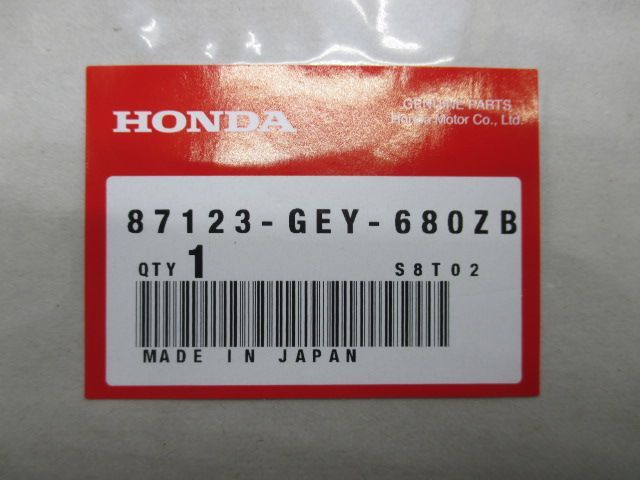 HONDA
GENUINE PARTS
Honda Motor Co., Ltd.
87123-GEY-680ZB
QTY 1 S8T02
MADE IN JAPAN